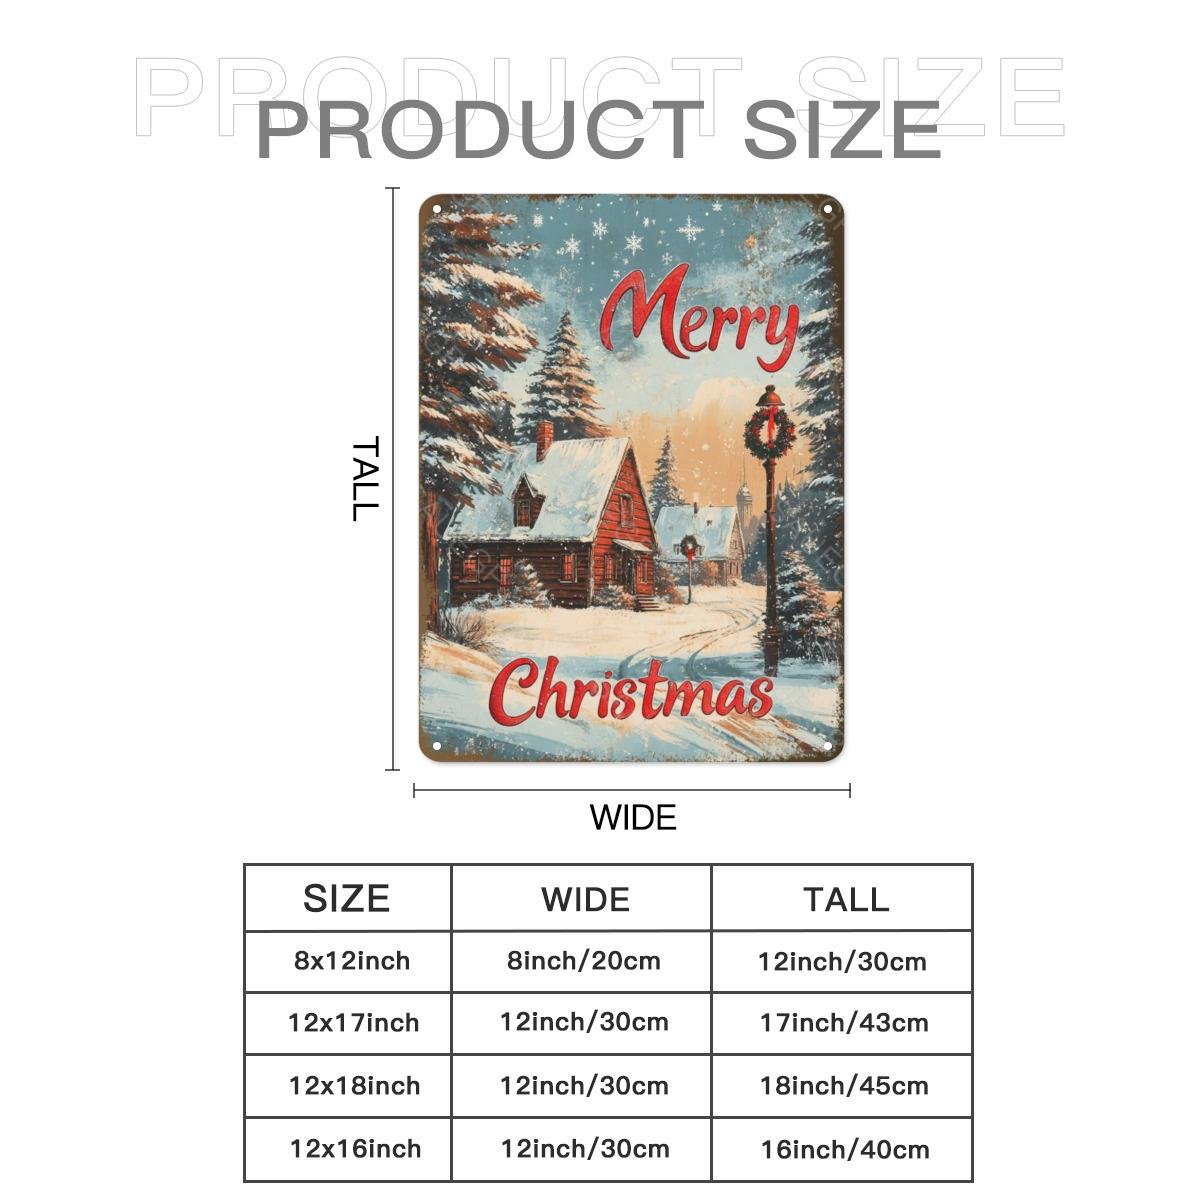 PRODUCT SIZE
PRODUCT SIZE
Merry
TALL
Christmas
WIDE
SIZE WIDE TALL
8x12inch 8inch/20cm 12inch/30cm
12x17inch 12inch/30cm 17inch/43cm
12x18inch 12inch/30cm 18inch/45cm
12x16inch 12inch/30cm 16inch/40cm